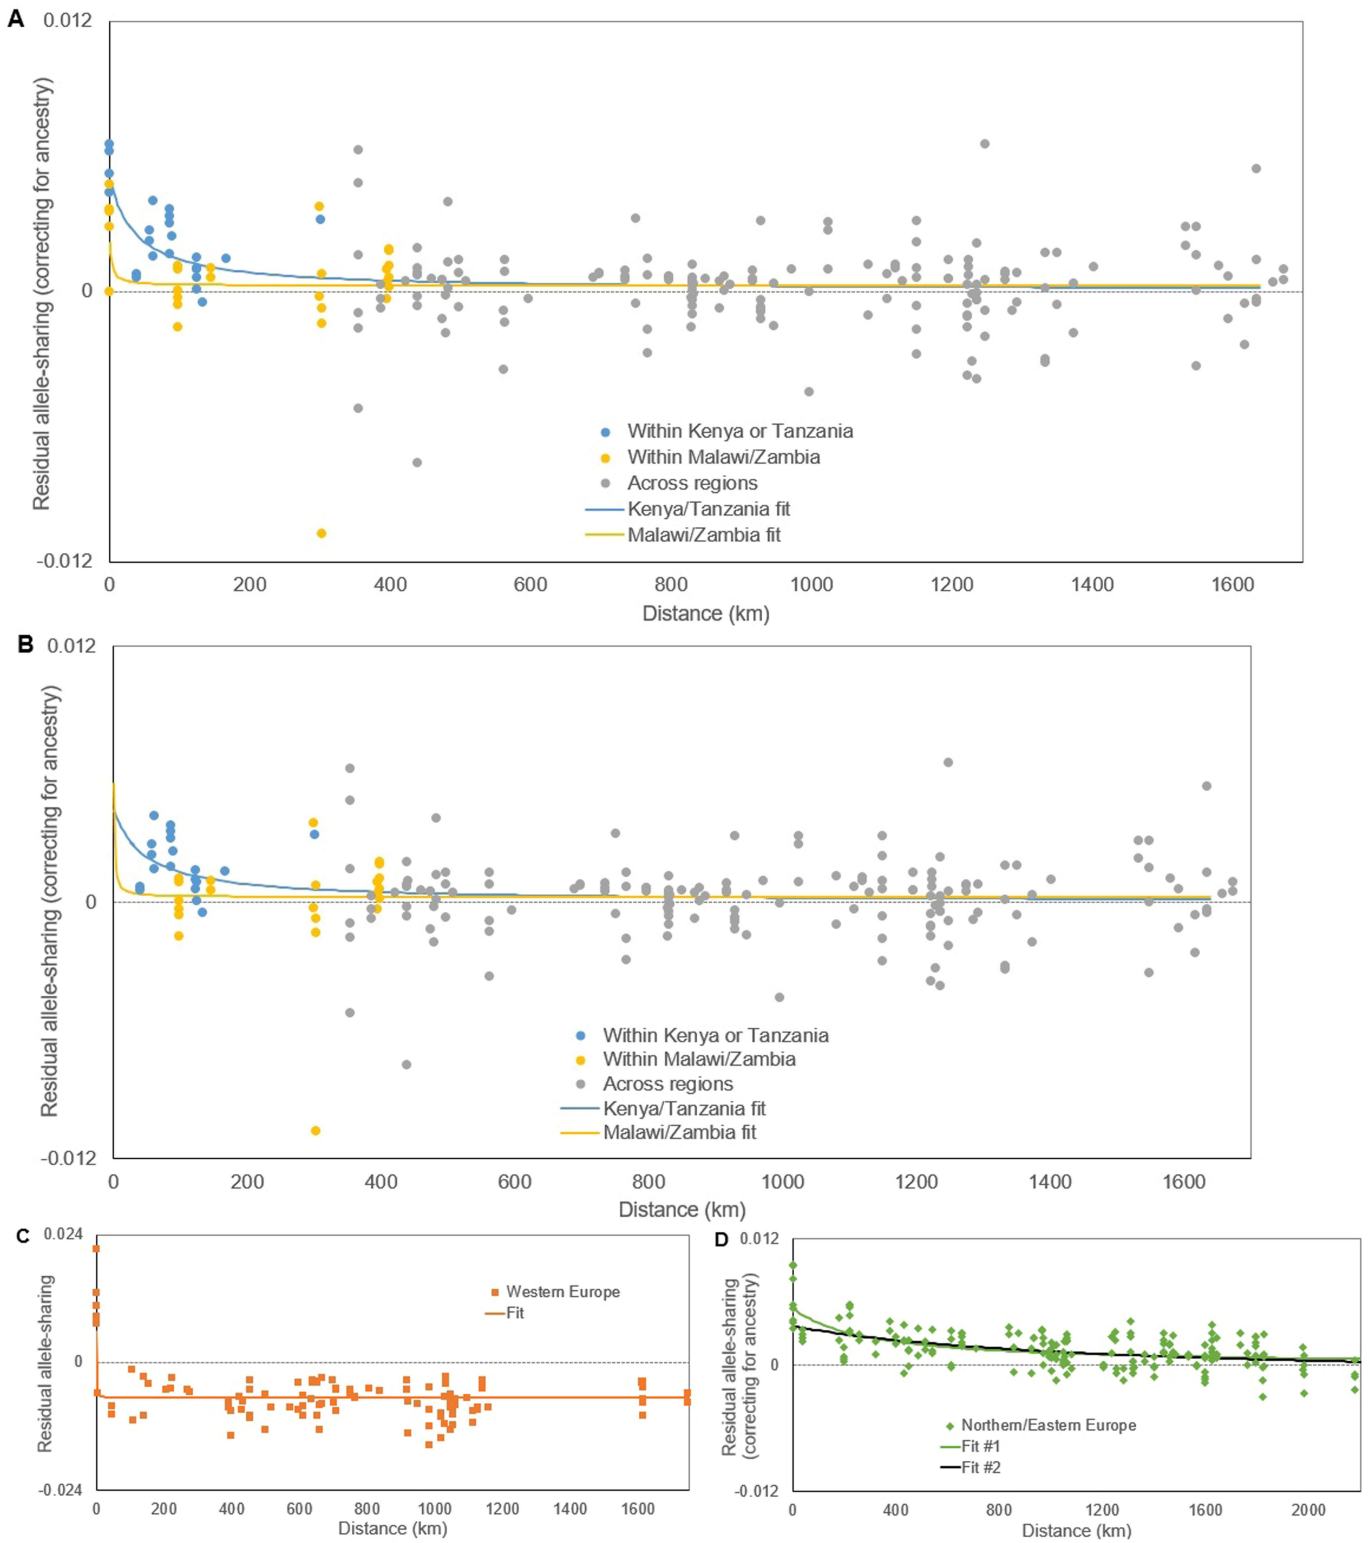 A
0.012
0
-0.012
Residual allele-sharing (correcting for ancestry)
Within Kenya or Tanzania
Within Malawi/Zambia
Across regions
Kenya/Tanzania fit
Malawi/Zambia fit
0 200 400 600 800 1000 1200 1400 1600
Distance (km)
B
0.012
0
-0.012
Residual allele-sharing (correcting for ancestry)
Within Kenya or Tanzania
Within Malawi/Zambia
Across regions
Kenya/Tanzania fit
Malawi/Zambia fit
0 200 400 600 800 1000 1200 1400 1600
Distance (km)
C
0.024
0
-0.024
Residual allele-sharing
Western Europe
Fit
0 200 400 600 800 1000 1200 1400 1600
Distance (km)
D
0.012
0
-0.012
Residual allele-sharing
(correcting for ancestry)
Northern/Eastern Europe
Fit #1
Fit #2
0 400 800 1200 1600 2000
Distance (km)